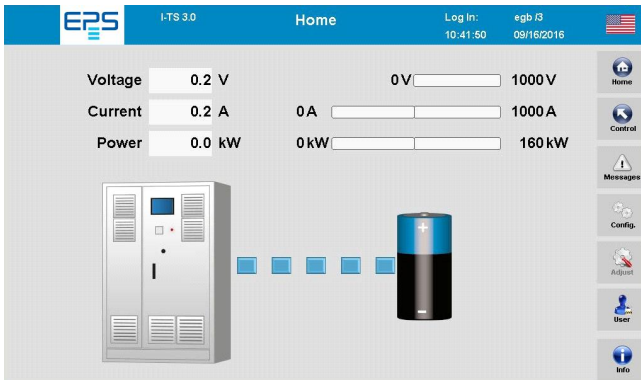 EPS
I-TS 3.0
Home
Log In: egb /3
10:41:50 09/16/2016
Voltage 0.2 V 0 V 1000 V
Current 0.2 A 0 A 1000 A
Power 0.0 kW 0 kW 160 kW
Home
Control
Messages
Config.
Adjust
User
Info
+
-